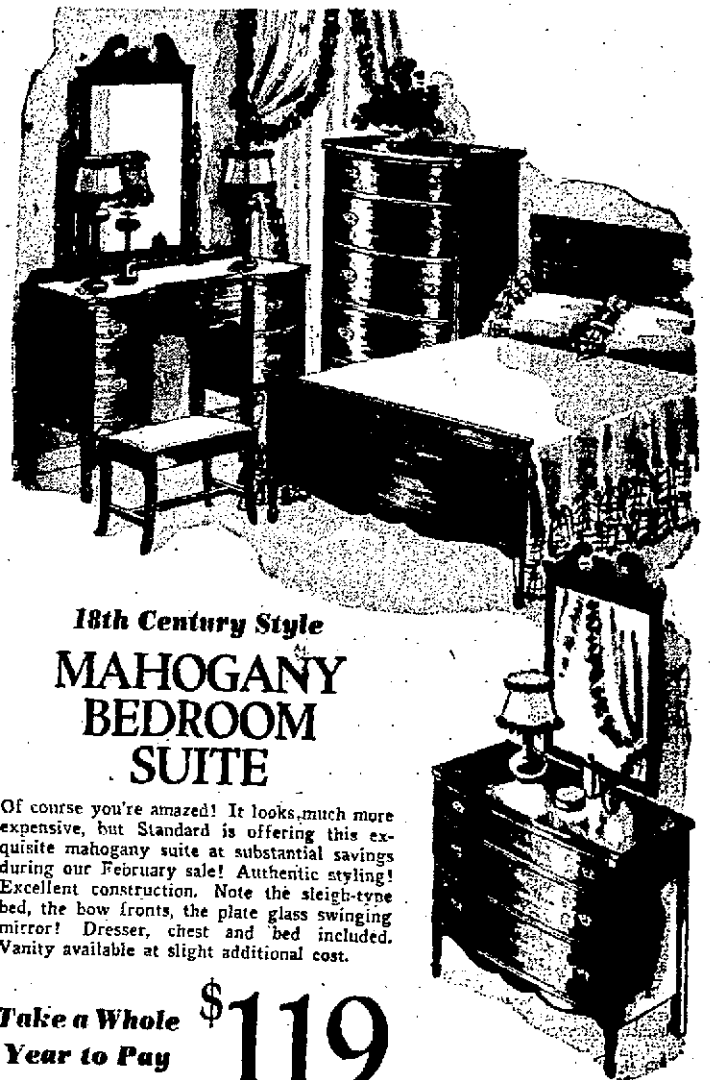 18th Century Style
MAHOGANY
BEDROOM
SUITE
Of course you're amazed! It looks much more
expensive, but Standard is offering this ex-
quisite mahogany suite at substantial savings
during our February sale! Authentic styling!
Excellent construction. Note the sleigh-type
bed, the bow fronts, the plate glass swinging
mirror! Dresser, chest and bed included.
Vanity available at slight additional cost.
Take a Whole
Year to Pay
$119